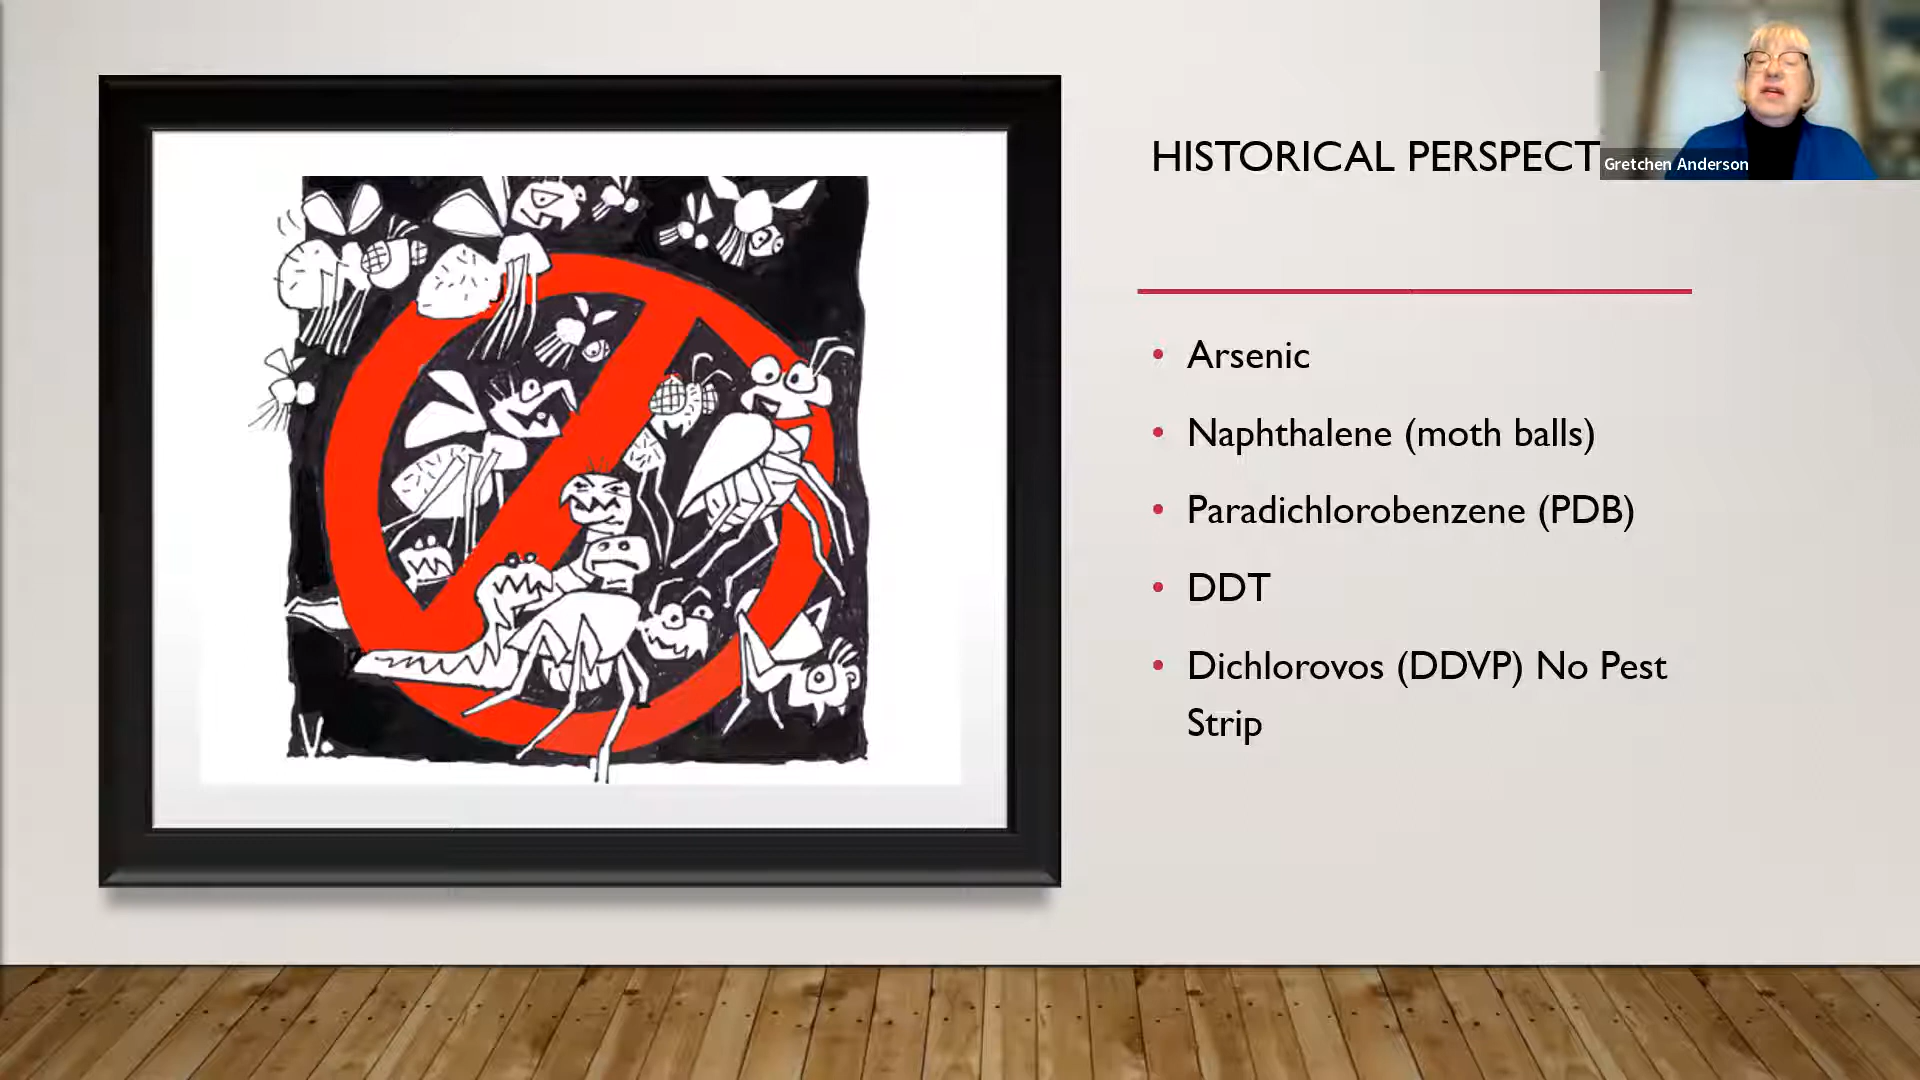 HISTORICAL PERSPECT
Gretchen Anderson
• Arsenic
• Naphthalene (moth balls)
• Paradichlorobenzene (PDB)
• DDT
• Dichlorovos (DDVP) No Pest
Strip
V.